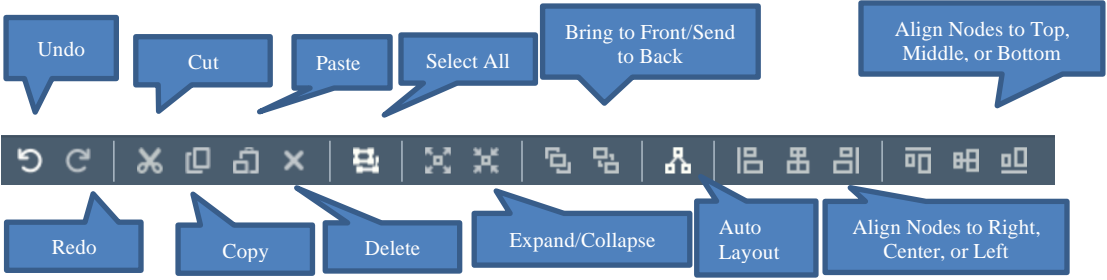 Undo
Cut
Paste
Select All
Bring to Front/Send
to Back
Align Nodes to Top,
Middle, or Bottom
Redo
Copy
Delete
Expand/Collapse
Auto
Layout
Align Nodes to Right,
Center, or Left